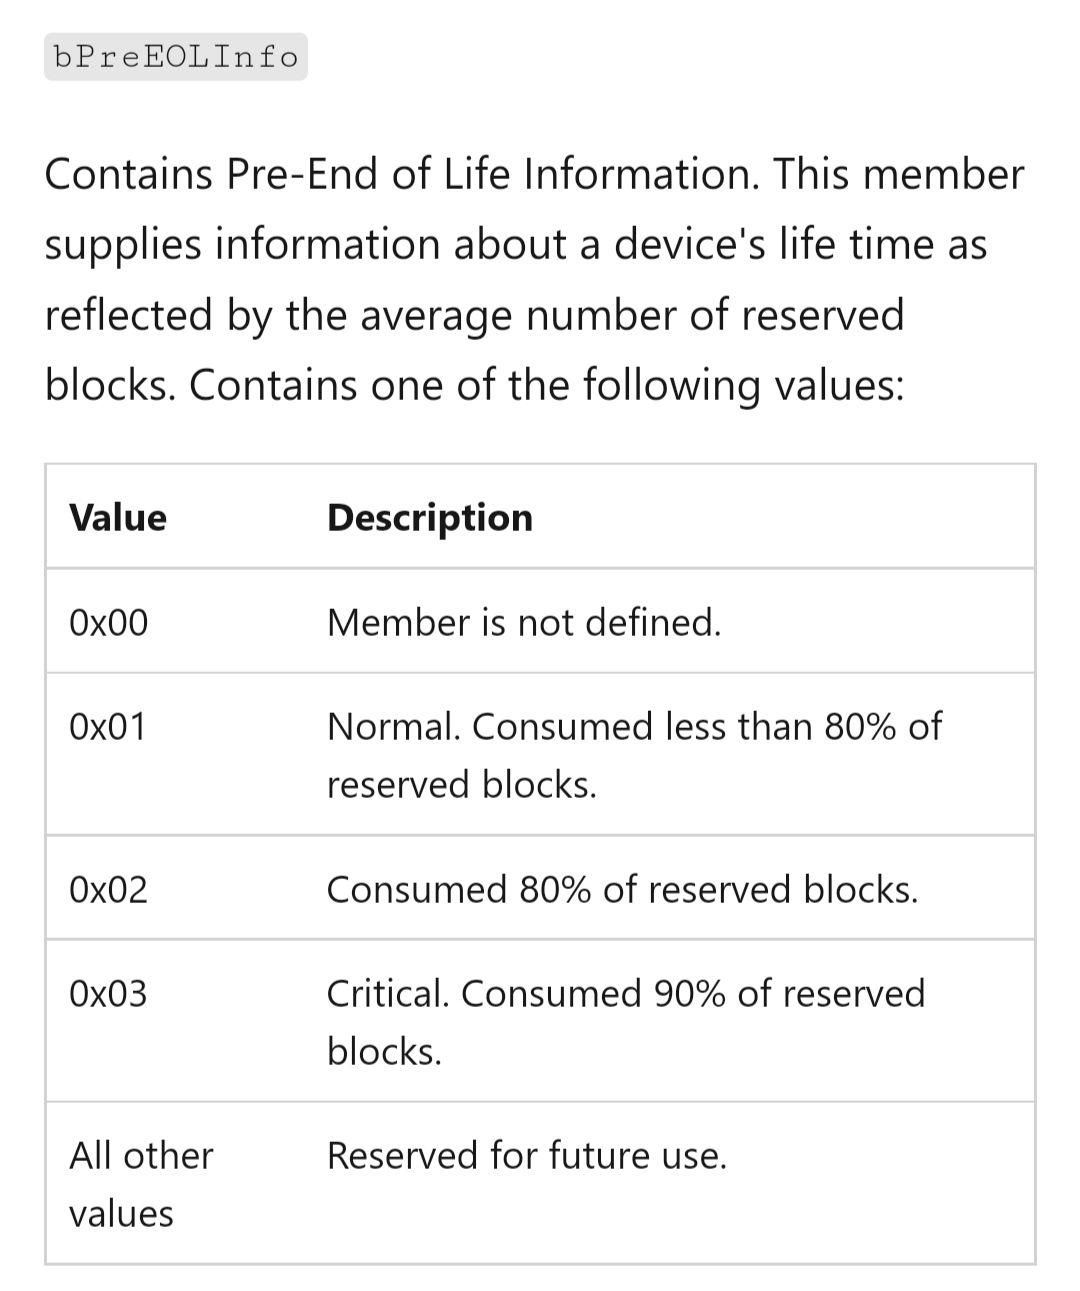 bPreEOLInfo
Contains Pre-End of Life Information. This member
supplies information about a device's life time as
reflected by the average number of reserved
blocks. Contains one of the following values:
Value Description
0x00 Member is not defined.
0x01 Normal. Consumed less than 80% of
reserved blocks.
0x02 Consumed 80% of reserved blocks.
0x03 Critical. Consumed 90% of reserved
blocks.
All other Reserved for future use.
values